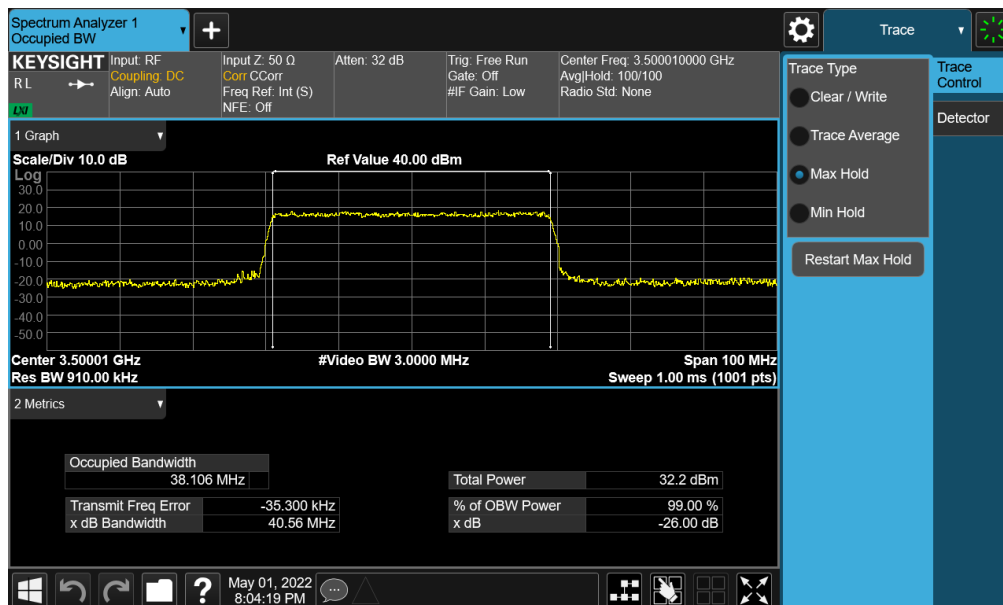 Spectrum Analyzer 1
Occupied BW
+
Trace
KEYSIGHT
R L
LXI
Input: RF
Coupling: DC
Align: Auto
Input Z: 50 Ω
Corr CCorr
Freq Ref: Int (S)
NFE: Off
Atten: 32 dB
Trig: Free Run
Gate: Off
#IF Gain: Low
Center Freq: 3.500010000 GHz
Avg|Hold: 100/100
Radio Std: None
Trace Type
Clear / Write
Trace Average
Max Hold
Min Hold
Restart Max Hold
Trace
Control
Detector
1 Graph
Scale/Div 10.0 dB
Ref Value 40.00 dBm
Log
30.0
20.0
10.0
0.00
-10.0
-20.0
-30.0
-40.0
-50.0
Center 3.50001 GHz
#Video BW 3.0000 MHz
Span 100 MHz
Res BW 910.00 kHz
Sweep 1.00 ms (1001 pts)
2 Metrics
Occupied Bandwidth
38.106 MHz
Total Power 32.2 dBm
Transmit Freq Error -35.300 kHz
% of OBW Power 99.00 %
x dB Bandwidth 40.56 MHz
x dB -26.00 dB
?
May 01, 2022
8:04:19 PM